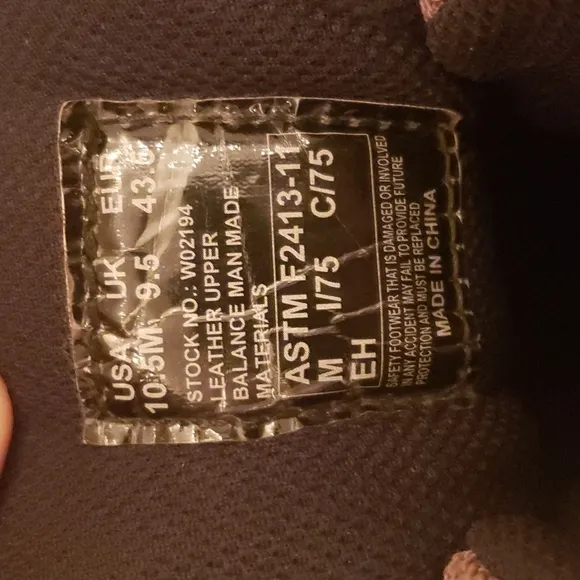 USA UK EUR
10.5M 9.5 43.5
STOCK NO.: W02194
LEATHER UPPER
BALANCE MAN MADE
MATERIALS
ASTM F2413-11
M I/75 C/75
EH
SAFETY FOOTWEAR THAT IS DAMAGED OR INVOLVED
IN ANY ACCIDENT MAY FAIL TO PROVIDE FUTURE
PROTECTION AND MUST BE REPLACED
MADE IN CHINA